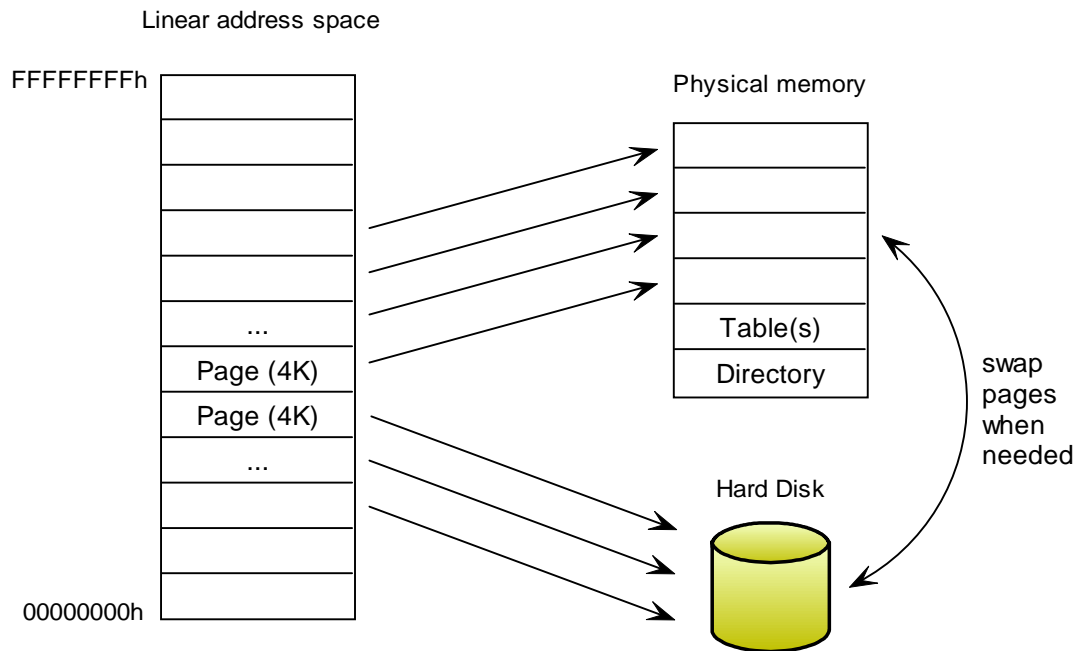 Linear address space
FFFFFFFFh
Physical memory
...
Table(s)
Page (4K)
Directory
Page (4K)
...
swap
pages
when
needed
Hard Disk
00000000h